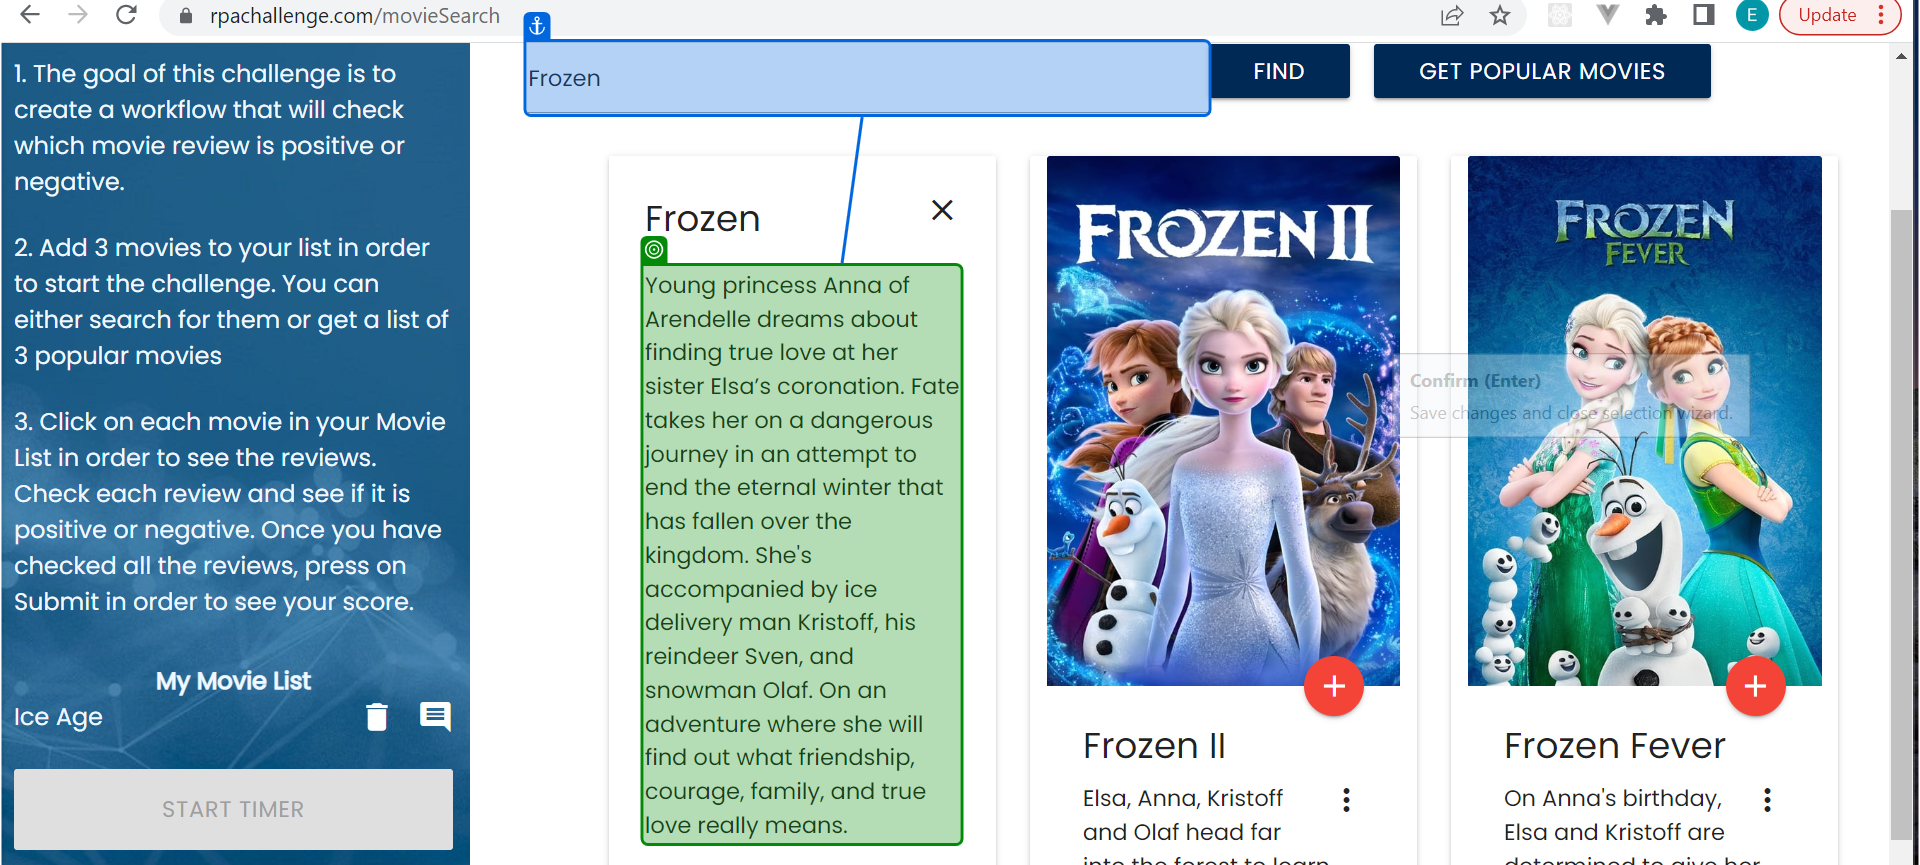 rpachallenge.com/movieSearch
E
Update
1. The goal of this challenge is to
create a workflow that will check
which movie review is positive or
negative.
2. Add 3 movies to your list in order
to start the challenge. You can
either search for them or get a list of
3 popular movies
3. Click on each movie in your Movie
List in order to see the reviews.
Check each review and see if it is
positive or negative. Once you have
checked all the reviews, press on
Submit in order to see your score.
My Movie List
Ice Age
START TIMER
Frozen
FIND
GET POPULAR MOVIES
Frozen
Young princess Anna of
Arendelle dreams about
finding true love at her
sister Elsa’s coronation. Fate
takes her on a dangerous
journey in an attempt to
end the eternal winter that
has fallen over the
kingdom. She's
accompanied by ice
delivery man Kristoff, his
reindeer Sven, and
snowman Olaf. On an
adventure where she will
find out what friendship,
courage, family, and true
love really means.
FROZEN II
Frozen II
Elsa, Anna, Kristoff
and Olaf head far
into the forest to learn
FROZEN
FEVER
Confirm (Enter)
Save changes and close selection wizard.
Frozen Fever
On Anna's birthday,
Elsa and Kristoff are
determined to give her